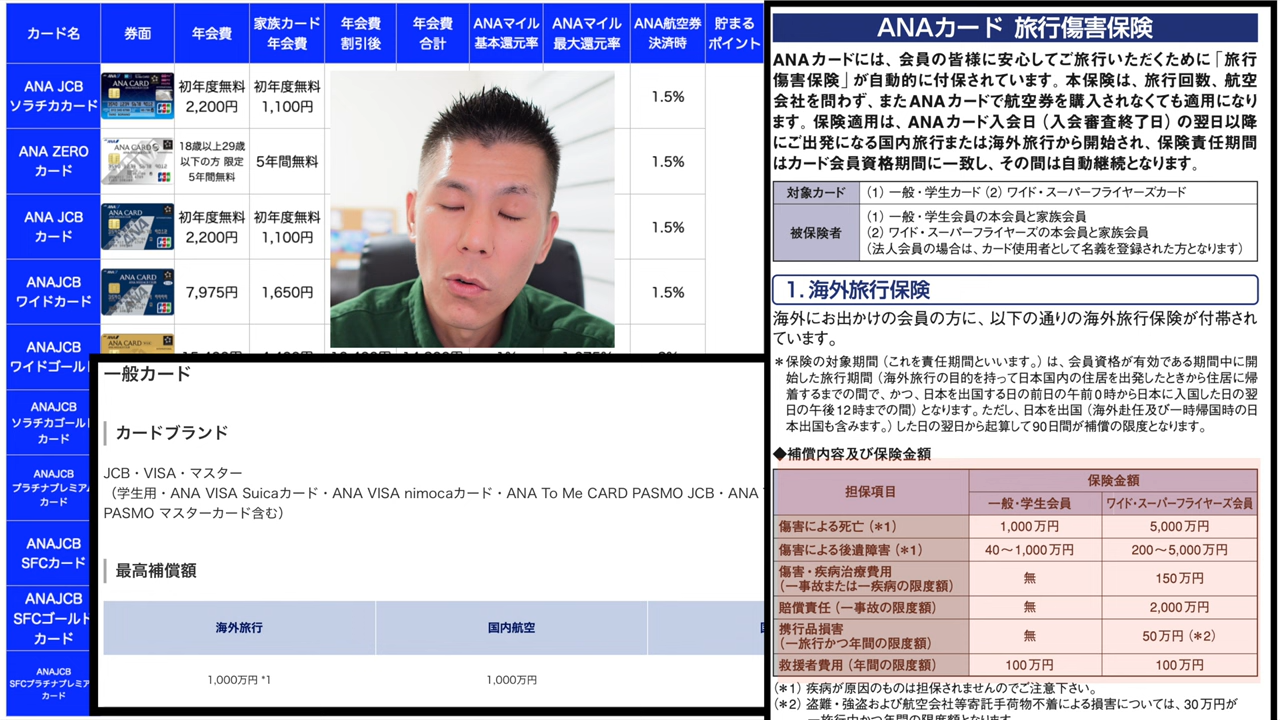 カード名 券面 年会費 家族カード年会費 年会費割引後 年会費合計 ANAマイル基本還元率 ANAマイル最大還元率 ANA航空券決済時 貯まるポイント
ANA JCB ソラチカカード 初年度無料 2,200円 初年度無料 1,100円 1.5%
ANA ZERO カード 18歳以上29歳以下の方 限定 5年間無料 5年間無料 1.5%
ANA JCB カード 初年度無料 2,200円 初年度無料 1,100円 1.5%
ANAJCB ワイドカード 7,975円 1,650円 1.5%
ANAJCB
ワイドゴール
ANAJCB
ソラチカゴール
カード
ANAJCB
プラチナプレミア
カード
ANAJCB
SFCカード
ANAJCB
SFCゴールド
カード
ANAJCB
SFCプラチナプレミア
カード
一般カード
カードブランド
JCB・VISA・マスター
（学生用・ANA VISA Suicaカード・ANA VISA nimocaカード・ANA To Me CARD PASMO JCB・ANA
PASMO マスターカード含む）
最高補償額
海外旅行 国内航空
1,000万円 *1 1,000万円
ANAカード 旅行傷害保険
ANAカードには、会員の皆様に安心してご旅行いただくために「旅行
傷害保険」が自動的に付保されています。本保険は、旅行回数、航空
会社を問わず、またANAカードで航空券を購入されなくても適用になり
ます。保険適用は、ANAカード入会日（入会審査終了日）の翌日以降
にご出発になる国内旅行または海外旅行から開始され、保険責任期間
はカード会員資格期間に一致し、その間は自動継続となります。
対象カード （1）一般・学生カード（2）ワイド・スーパーフライヤーズカード
被保険者 （1）一般・学生会員の本会員と家族会員
（2）ワイド・スーパーフライヤーズの本会員と家族会員
（法人会員の場合は、カード使用者として名義を登録された方となります）
1. 海外旅行保険
海外にお出かけの会員の方に、以下の通りの海外旅行保険が付帯され
ています。
＊保険の対象期間（これを責任期間といいます。）は、会員資格が有効である期間中に開
始した旅行期間（海外旅行の目的を持って日本国内の住居を出発したときから住居に帰
着するまでの間で、かつ、日本を出国する日の前日の午前0時から日本に入国した日の翌
日の午後12時までの間）となります。ただし、日本を出国（海外赴任及び一時帰国時の日
本出国も含みます。）した日の翌日から起算して90日間が補償の限度となります。
◆補償内容及び保険金額
担保項目 保険金額
一般・学生会員 ワイド・スーパーフライヤーズ会員
傷害による死亡（＊1） 1,000万円 5,000万円
傷害による後遺障害（＊1） 40～1,000万円 200～5,000万円
傷害・疾病治療費用（一事故または一疾病の限度額） 無 150万円
賠償責任（一事故の限度額） 無 2,000万円
携行品損害（一旅行かつ年間の限度額） 無 50万円（＊2）
救援者費用（年間の限度額） 100万円 100万円
（＊1）疾病が原因のものは担保されませんのでご注意下さい。
（＊2）盗難・強盗および航空会社等寄託手荷物不着による損害については、30万円が